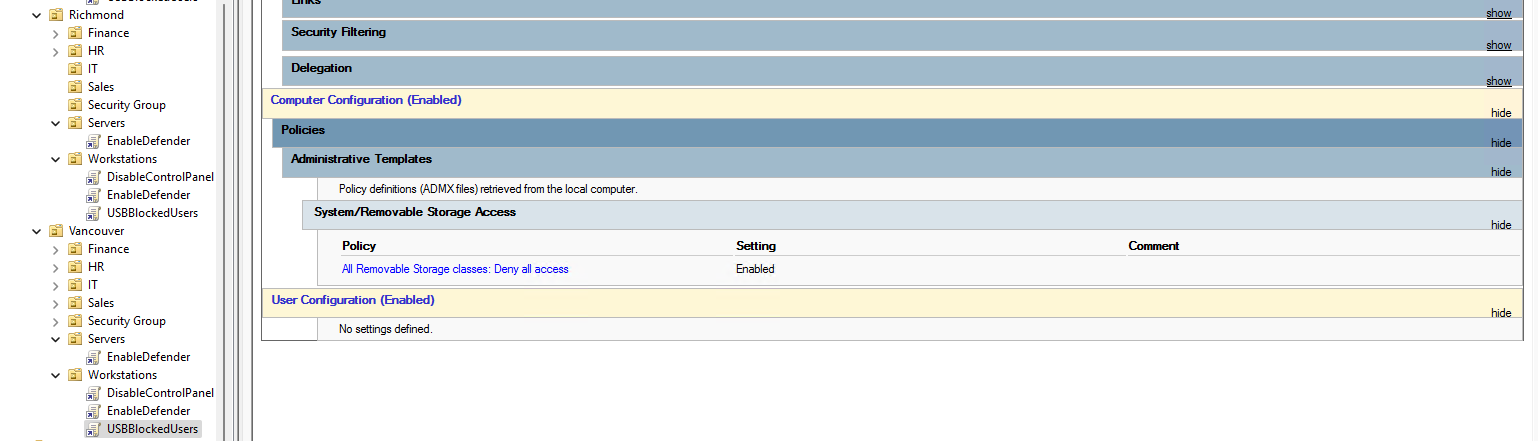 Richmond
Finance
HR
IT
Sales
Security Group
Servers
EnableDefender
Workstations
DisableControlPanel
EnableDefender
USBBlockedUsers
Vancouver
Finance
HR
IT
Sales
Security Group
Servers
EnableDefender
Workstations
DisableControlPanel
EnableDefender
USBBlockedUsers
Links show
Security Filtering show
Delegation show
Computer Configuration (Enabled) hide
Policies hide
Administrative Templates hide
Policy definitions (ADMX files) retrieved from the local computer.
System/Removable Storage Access hide
Policy Setting Comment
All Removable Storage classes: Deny all access Enabled
User Configuration (Enabled) hide
No settings defined.